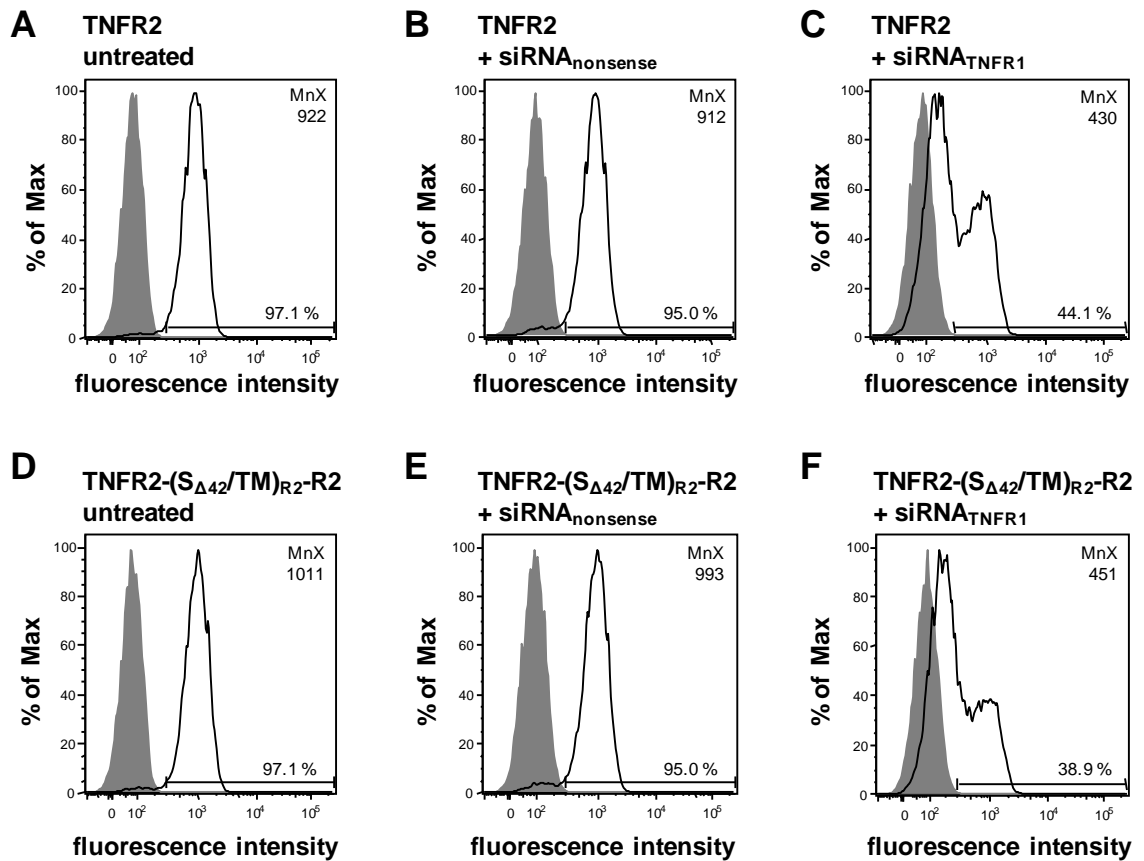 A
TNFR2
untreated
MnX
922
97.1 %
% of Max
100
80
60
40
20
0
0 10² 10³ 10⁴ 10⁵
fluorescence intensity
B
TNFR2
+ siRNAnonsense
MnX
912
95.0 %
% of Max
100
80
60
40
20
0
0 10² 10³ 10⁴ 10⁵
fluorescence intensity
C
TNFR2
+ siRNATNFR1
MnX
430
44.1 %
% of Max
100
80
60
40
20
0
0 10² 10³ 10⁴ 10⁵
fluorescence intensity
D
TNFR2-(SΔ42/TM)R2-R2
untreated
MnX
1011
97.1 %
% of Max
100
80
60
40
20
0
0 10² 10³ 10⁴ 10⁵
fluorescence intensity
E
TNFR2-(SΔ42/TM)R2-R2
+ siRNAnonsense
MnX
993
95.0 %
% of Max
100
80
60
40
20
0
0 10² 10³ 10⁴ 10⁵
fluorescence intensity
F
TNFR2-(SΔ42/TM)R2-R2
+ siRNATNFR1
MnX
451
38.9 %
% of Max
100
80
60
40
20
0
0 10² 10³ 10⁴ 10⁵
fluorescence intensity